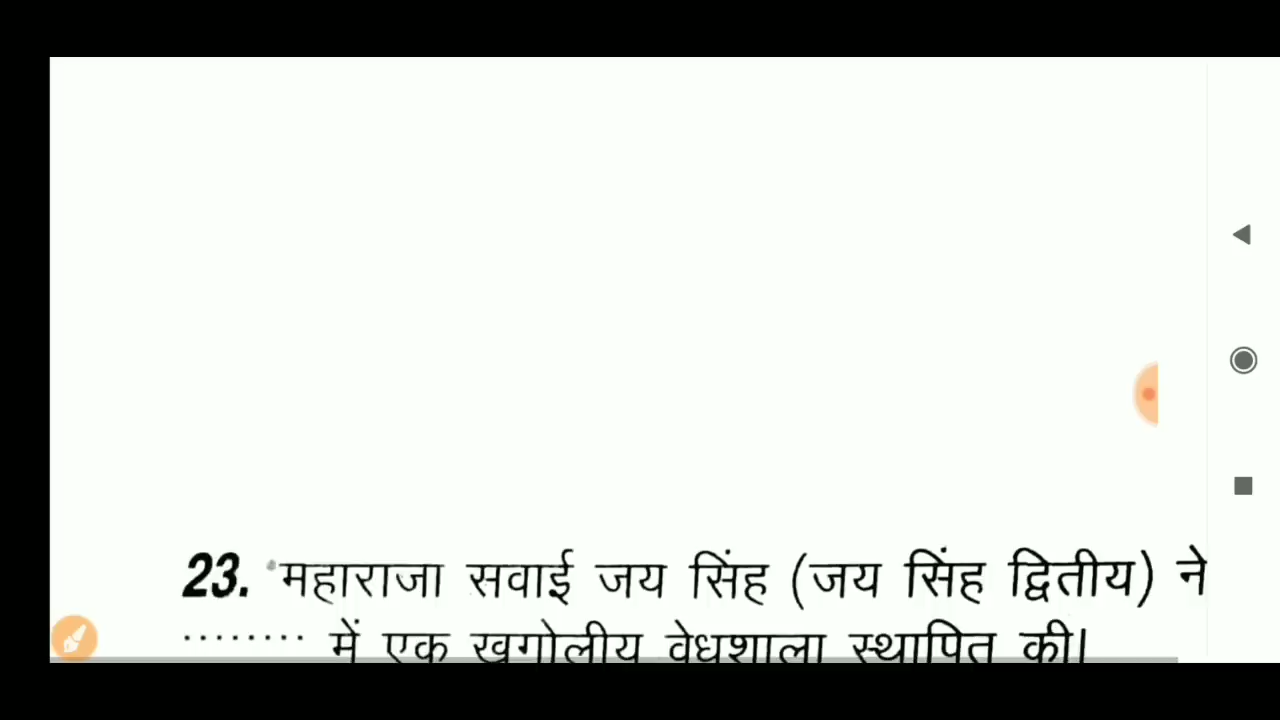 23. महाराजा सवाई जय सिंह (जय सिंह द्वितीय) ने
........ में एक खगोलीय वेधशाला स्थापित की।